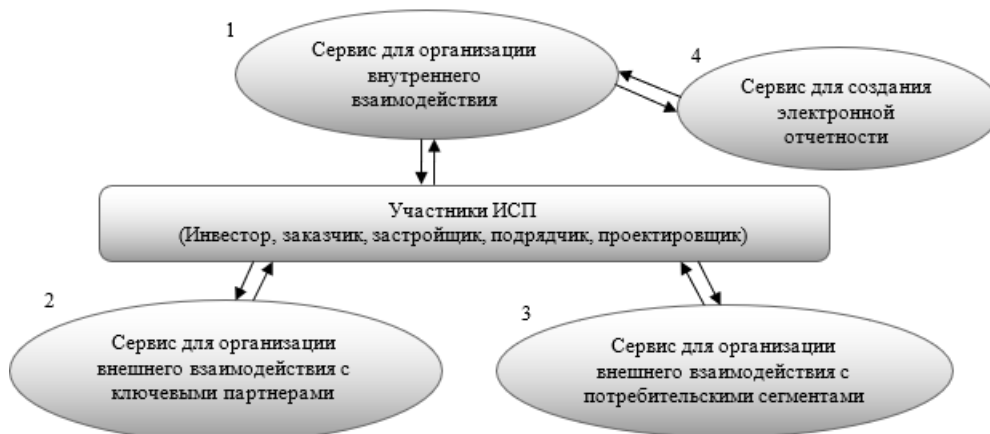 1
Сервис для организации
внутреннего
взаимодействия
4
Сервис для создания
электронной
отчетности
Участники ИСП
(Инвестор, заказчик, застройщик, подрядчик, проектировщик)
2
Сервис для организации
внешнего взаимодействия с
ключевыми партнерами
3
Сервис для организации
внешнего взаимодействия с
потребительскими сегментами